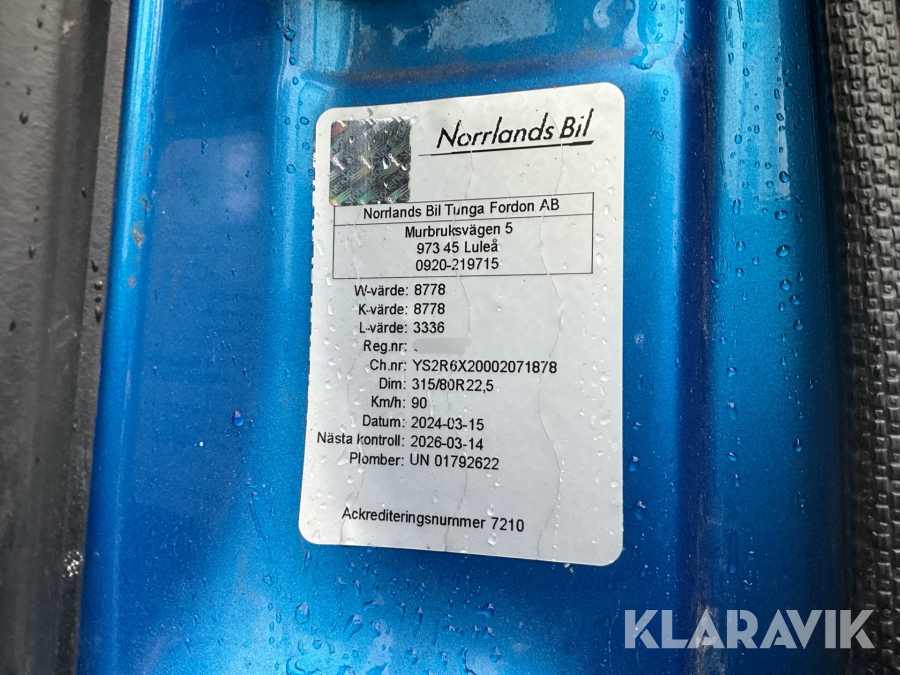 Norrlands Bil
Norrlands Bil Tunga Fordon AB
Murbruksvägen 5
973 45 Luleå
0920-219715
W-värde: 8778
K-värde: 8778
L-värde: 3336
Reg.nr:
Ch.nr: YS2R6X20002071878
Dim: 315/80R22,5
Km/h: 90
Datum: 2024-03-15
Nästa kontroll: 2026-03-14
Plomber: UN 01792622
Ackrediteringsnummer 7210
KLARAVIK